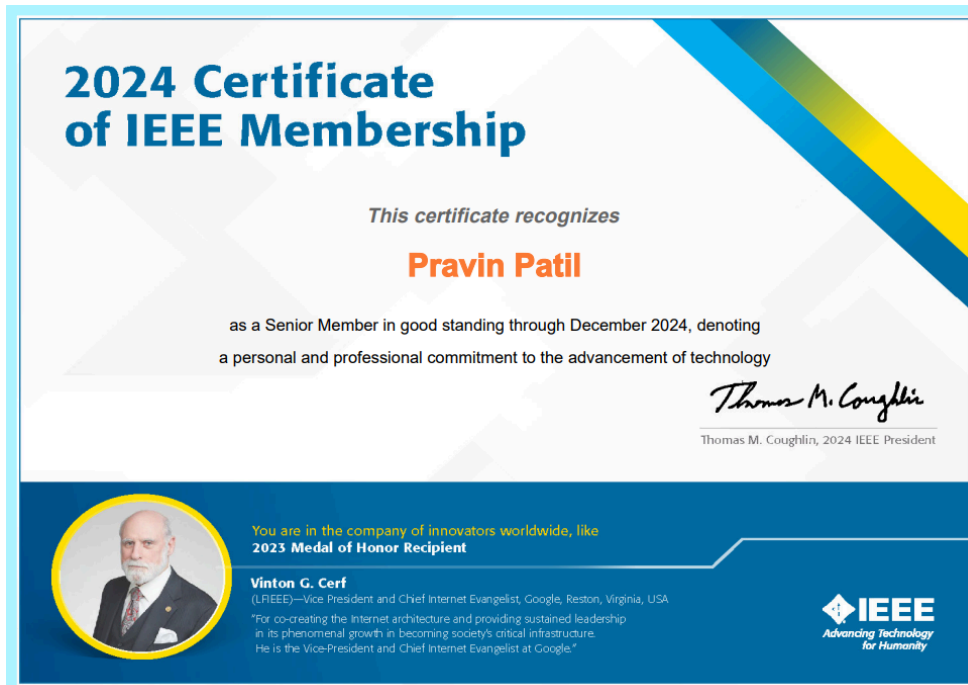 2024 Certificate
of IEEE Membership
This certificate recognizes
Pravin Patil
as a Senior Member in good standing through December 2024, denoting
a personal and professional commitment to the advancement of technology
Thomas M. Coughlin
Thomas M. Coughlin, 2024 IEEE President
You are in the company of innovators worldwide, like
2023 Medal of Honor Recipient
Vinton G. Cerf
(LFIEEE)—Vice President and Chief Internet Evangelist, Google, Reston, Virginia, USA
"For co-creating the Internet architecture and providing sustained leadership
in its phenomenal growth in becoming society's critical infrastructure.
He is the Vice-President and Chief Internet Evangelist at Google."
IEEE
Advancing Technology
for Humanity